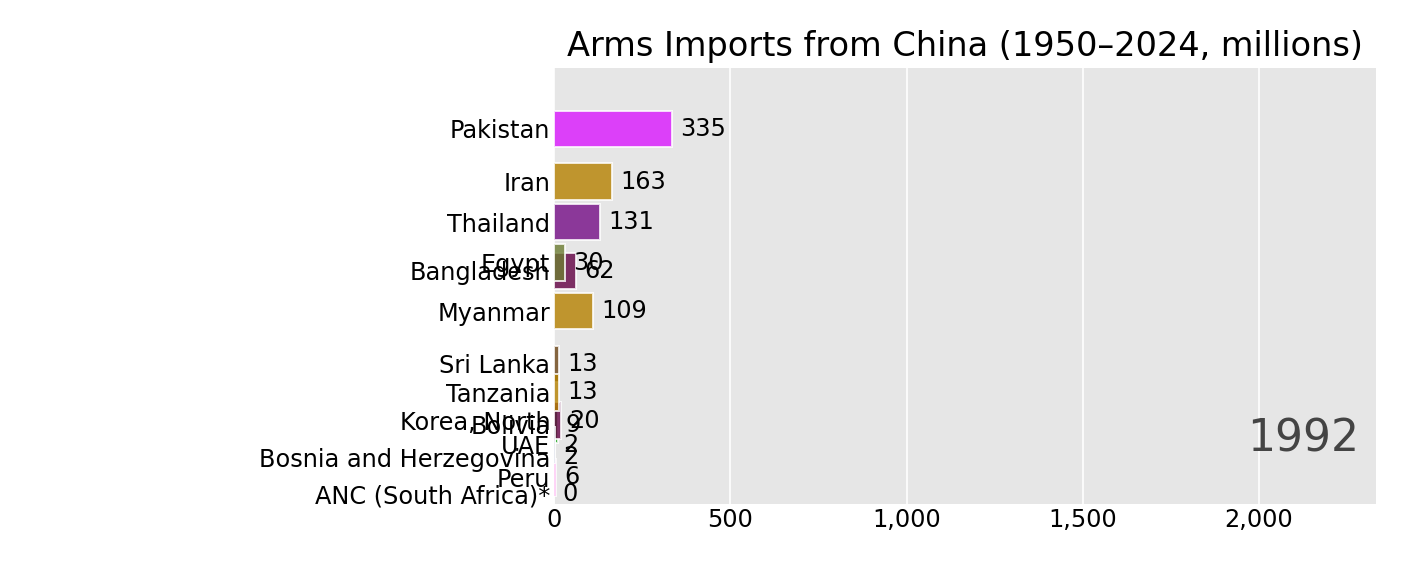 Arms Imports from China (1950–2024, millions)
Pakistan 335
Iran 163
Thailand 131
Egypt 30
Bangladesh 62
Myanmar 109
Sri Lanka 13
Tanzania 13
Korea, North 20
Bolivia 9
UAE 2
Bosnia and Herzegovina 2
Peru 6
ANC (South Africa)* 0
1992
0 500 1,000 1,500 2,000